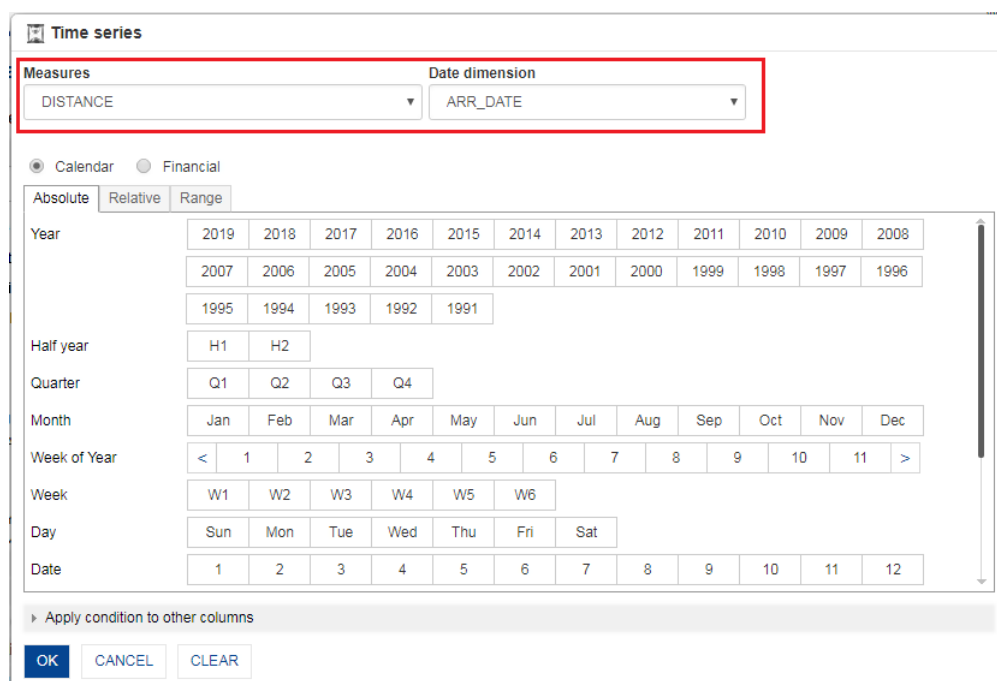 Time series
Measures Date dimension
DISTANCE ARR_DATE
Calendar Financial
Absolute Relative Range
Year 2019 2018 2017 2016 2015 2014 2013 2012 2011 2010 2009 2008
2007 2006 2005 2004 2003 2002 2001 2000 1999 1998 1997 1996
1995 1994 1993 1992 1991
Half year H1 H2
Quarter Q1 Q2 Q3 Q4
Month Jan Feb Mar Apr May Jun Jul Aug Sep Oct Nov Dec
Week of Year < 1 2 3 4 5 6 7 8 9 10 11 >
Week W1 W2 W3 W4 W5 W6
Day Sun Mon Tue Wed Thu Fri Sat
Date 1 2 3 4 5 6 7 8 9 10 11 12
Apply condition to other columns
OK CANCEL CLEAR